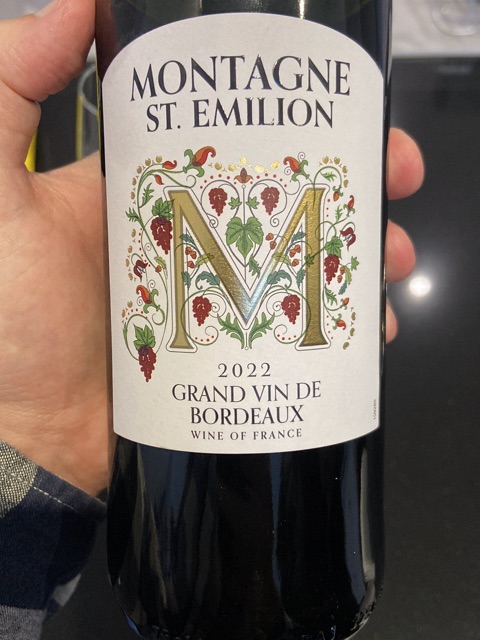 MONTAGNE
ST. EMILION
M
2022
GRAND VIN DE
BORDEAUX
WINE OF FRANCE